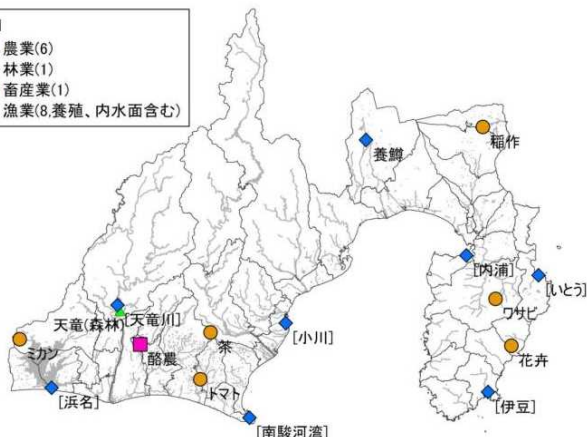 農業(6)
林業(1)
畜産業(1)
漁業(8,養殖、内水面含む)
養鱒
稲作
[内浦]
[いとう]
ワサビ
花卉
[伊豆]
天竜(森林)
[天竜川]
[小川]
茶
ミカン
酪農
トマト
[浜名]
[南駿河湾]